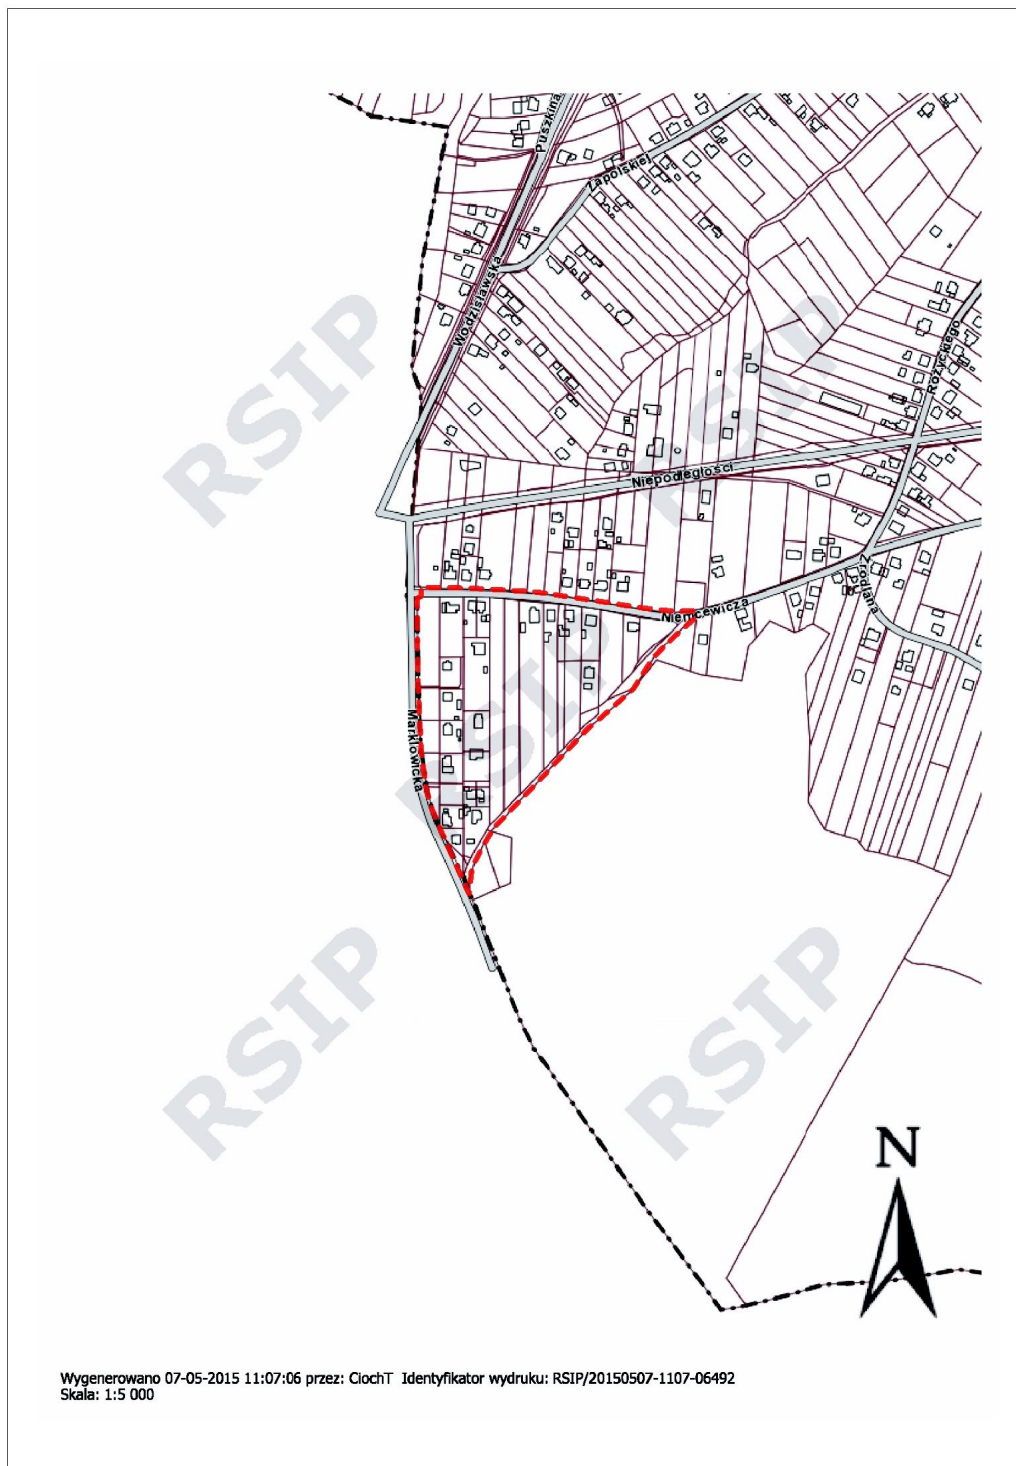 Puszkina
Zapolskiej
Wodzisławska
RSIP
RSIP
Różyckiego
Niepodległości
Źródlana
Niemcewicza
RSIP
Marklowicka
RSIP
RSIP
N
Wygenerowano 07-05-2015 11:07:06 przez: CiochT Identyfikator wydruku: RSIP/20150507-1107-06492
Skala: 1:5 000